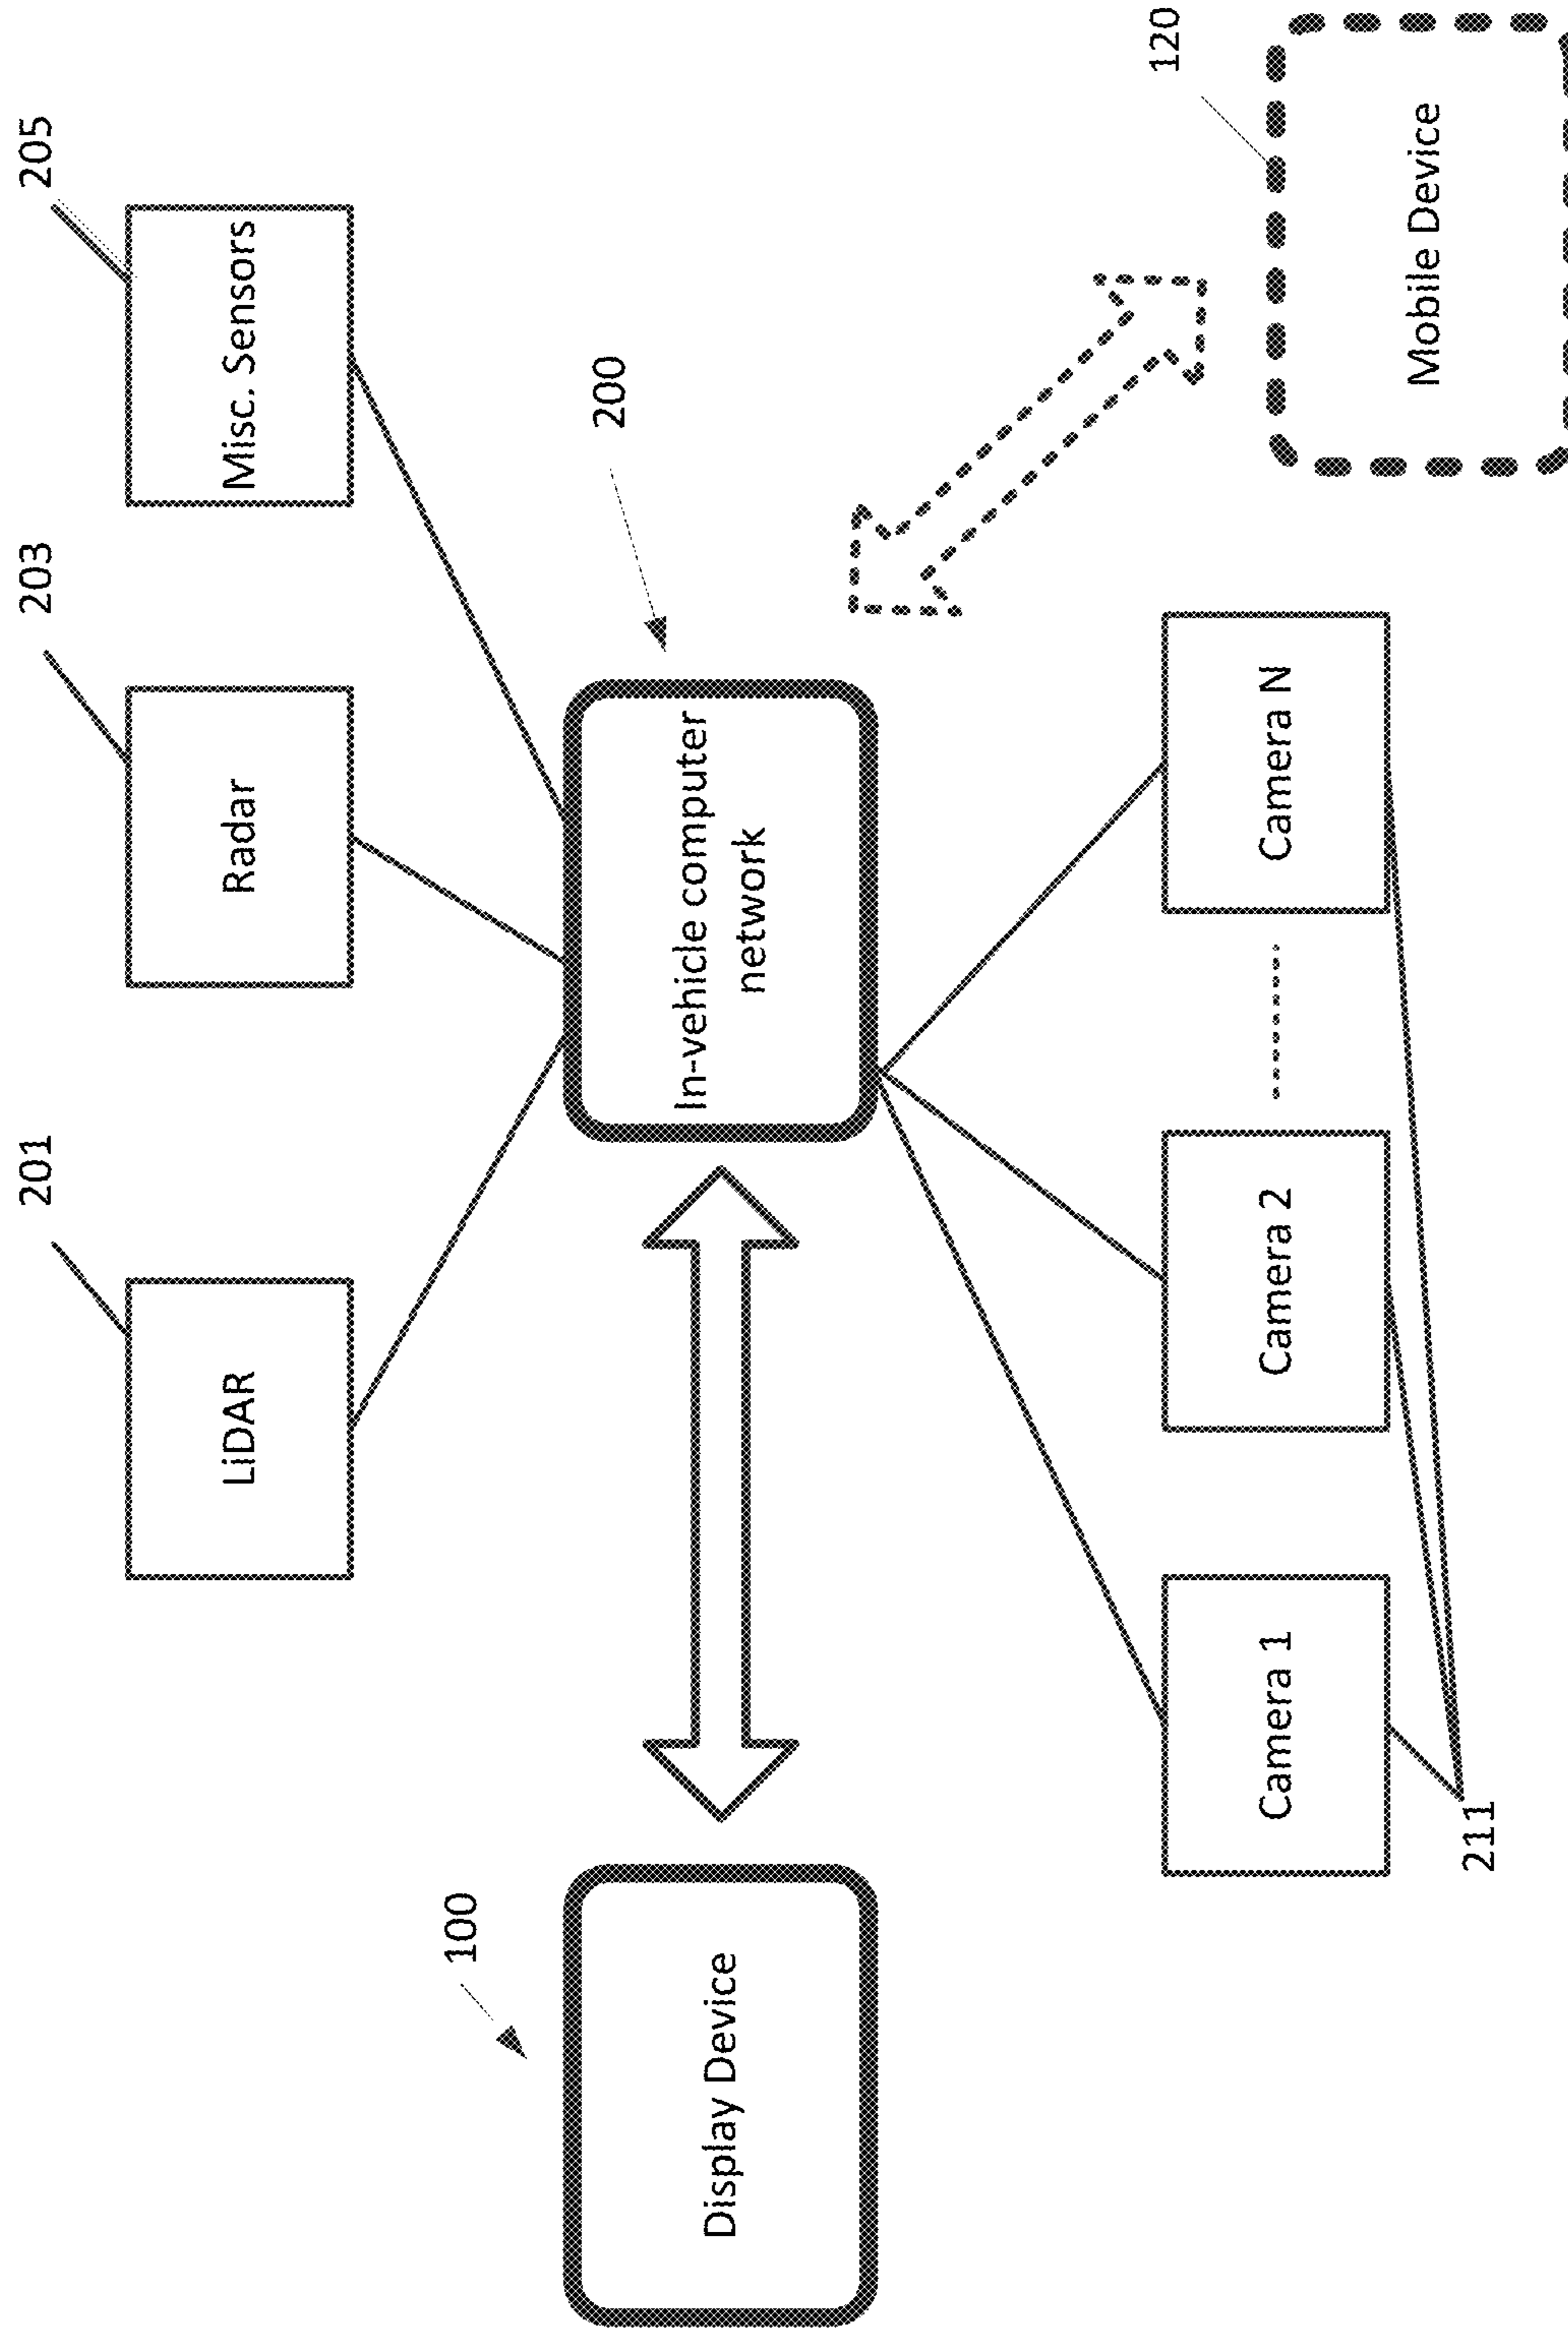 201
203
205
LiDAR
Radar
Misc. Sensors
100
200
Display Device
In-vehicle computer
network
120
Camera 1
Camera 2
Camera N
Mobile Device
211